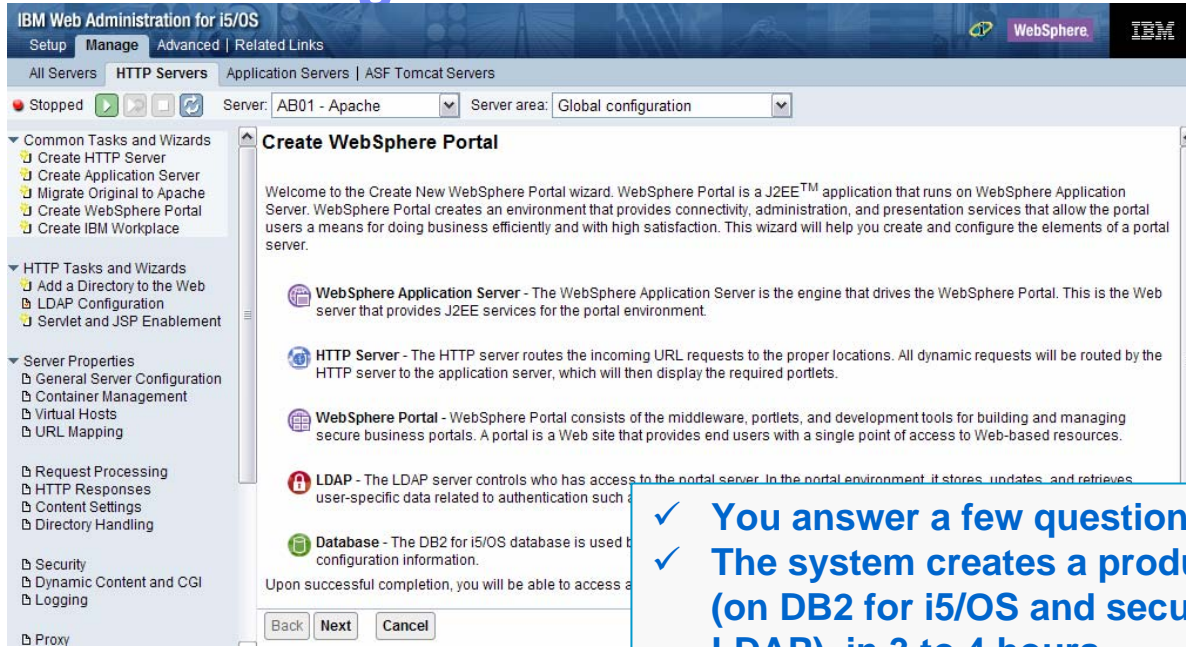 IBM Web Administration for i5/OS
Setup Manage Advanced | Related Links
WebSphere. IBM
All Servers HTTP Servers Application Servers | ASF Tomcat Servers
Stopped Server: AB01 - Apache Server area: Global configuration
Common Tasks and Wizards
Create HTTP Server
Create Application Server
Migrate Original to Apache
Create WebSphere Portal
Create IBM Workplace
HTTP Tasks and Wizards
Add a Directory to the Web
LDAP Configuration
Servlet and JSP Enablement
Server Properties
General Server Configuration
Container Management
Virtual Hosts
URL Mapping
Request Processing
HTTP Responses
Content Settings
Directory Handling
Security
Dynamic Content and CGI
Logging
Proxy
Create WebSphere Portal
Welcome to the Create New WebSphere Portal wizard. WebSphere Portal is a J2EE™ application that runs on WebSphere Application
Server. WebSphere Portal creates an environment that provides connectivity, administration, and presentation services that allow the portal
users a means for doing business efficiently and with high satisfaction. This wizard will help you create and configure the elements of a portal
server.
WebSphere Application Server - The WebSphere Application Server is the engine that drives the WebSphere Portal. This is the Web
server that provides J2EE services for the portal environment.
HTTP Server - The HTTP server routes the incoming URL requests to the proper locations. All dynamic requests will be routed by the
HTTP server to the application server, which will then display the required portlets.
WebSphere Portal - WebSphere Portal consists of the middleware, portlets, and development tools for building and managing
secure business portals. A portal is a Web site that provides end users with a single point of access to Web-based resources.
LDAP - The LDAP server controls who has access to the portal server. In the portal environment, it stores, updates, and retrieves
user-specific data related to authentication such
Database - The DB2 for i5/OS database is used
configuration information.
Upon successful completion, you will be able to access
Back Next Cancel
✓ You answer a few question
✓ The system creates a produ
(on DB2 for i5/OS and secu
LDAP) in 3 to 4 hours